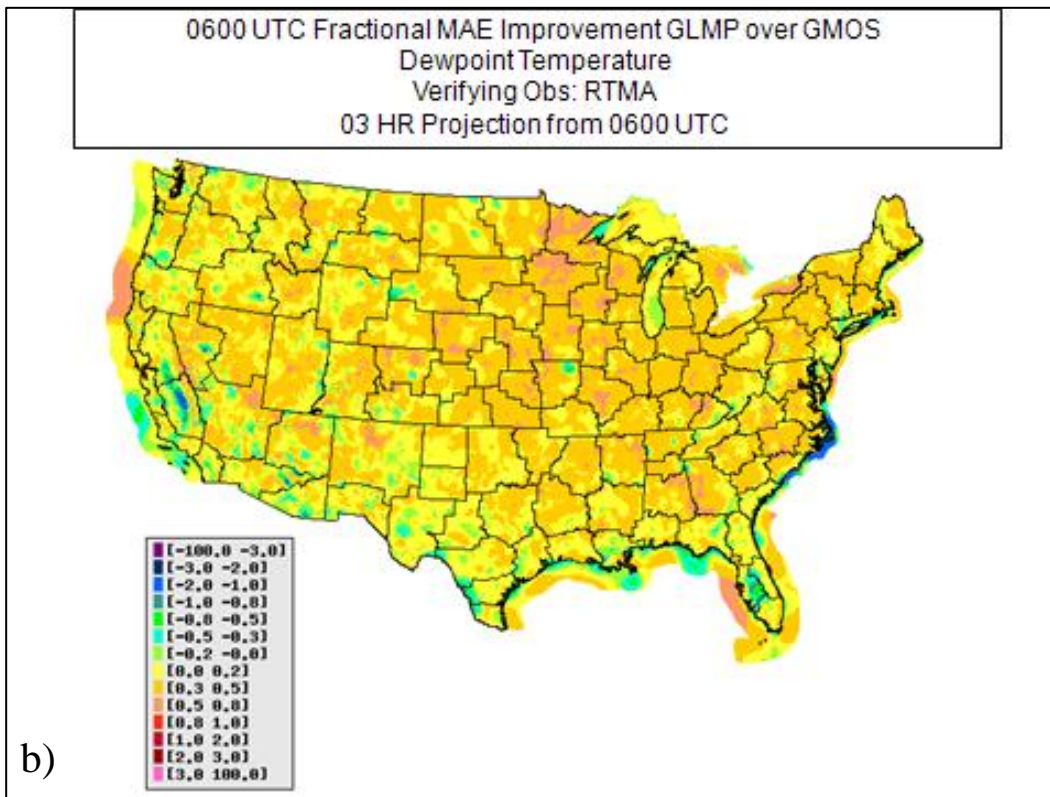 0600 UTC Fractional MAE Improvement GLMP over GMOS
Dewpoint Temperature
Verifying Obs: RTMA
03 HR Projection from 0600 UTC
[-100.0 -3.0]
[-3.0 -2.0]
[-2.0 -1.0]
[-1.0 -0.8]
[-0.8 -0.5]
[-0.5 -0.3]
[-0.2 -0.0]
[0.0 0.2]
[0.3 0.5]
[0.5 0.8]
[0.8 1.0]
[1.0 2.0]
[2.0 3.0]
[3.0 100.0]
b)